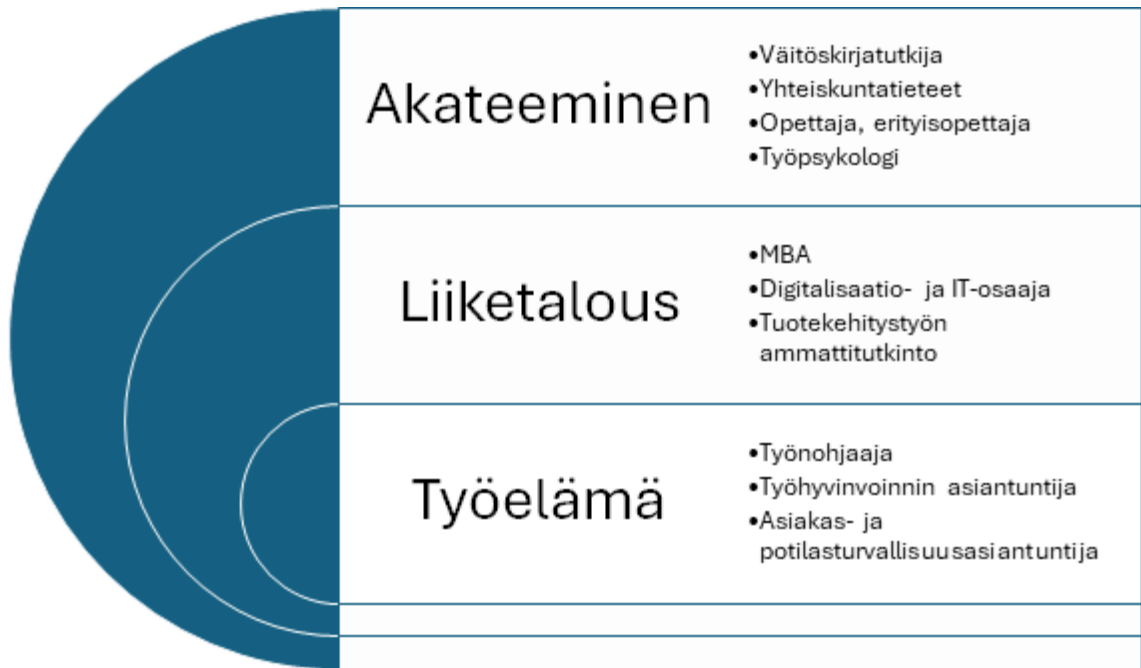 Akateeminen
•Väitöskirjatutkija
•Yhteiskuntatieteet
•Opettaja, erityisopettaja
•Työpsykologi
Liiketalous
•MBA
•Digitalisaatio- ja IT-osaaja
•Tuotekehitystyön
ammattitutkinto
Työelämä
•Työnohjaaja
•Työhyvinvoinnin asiantuntija
•Asiakas- ja
potilasturvallisuusasiantuntija